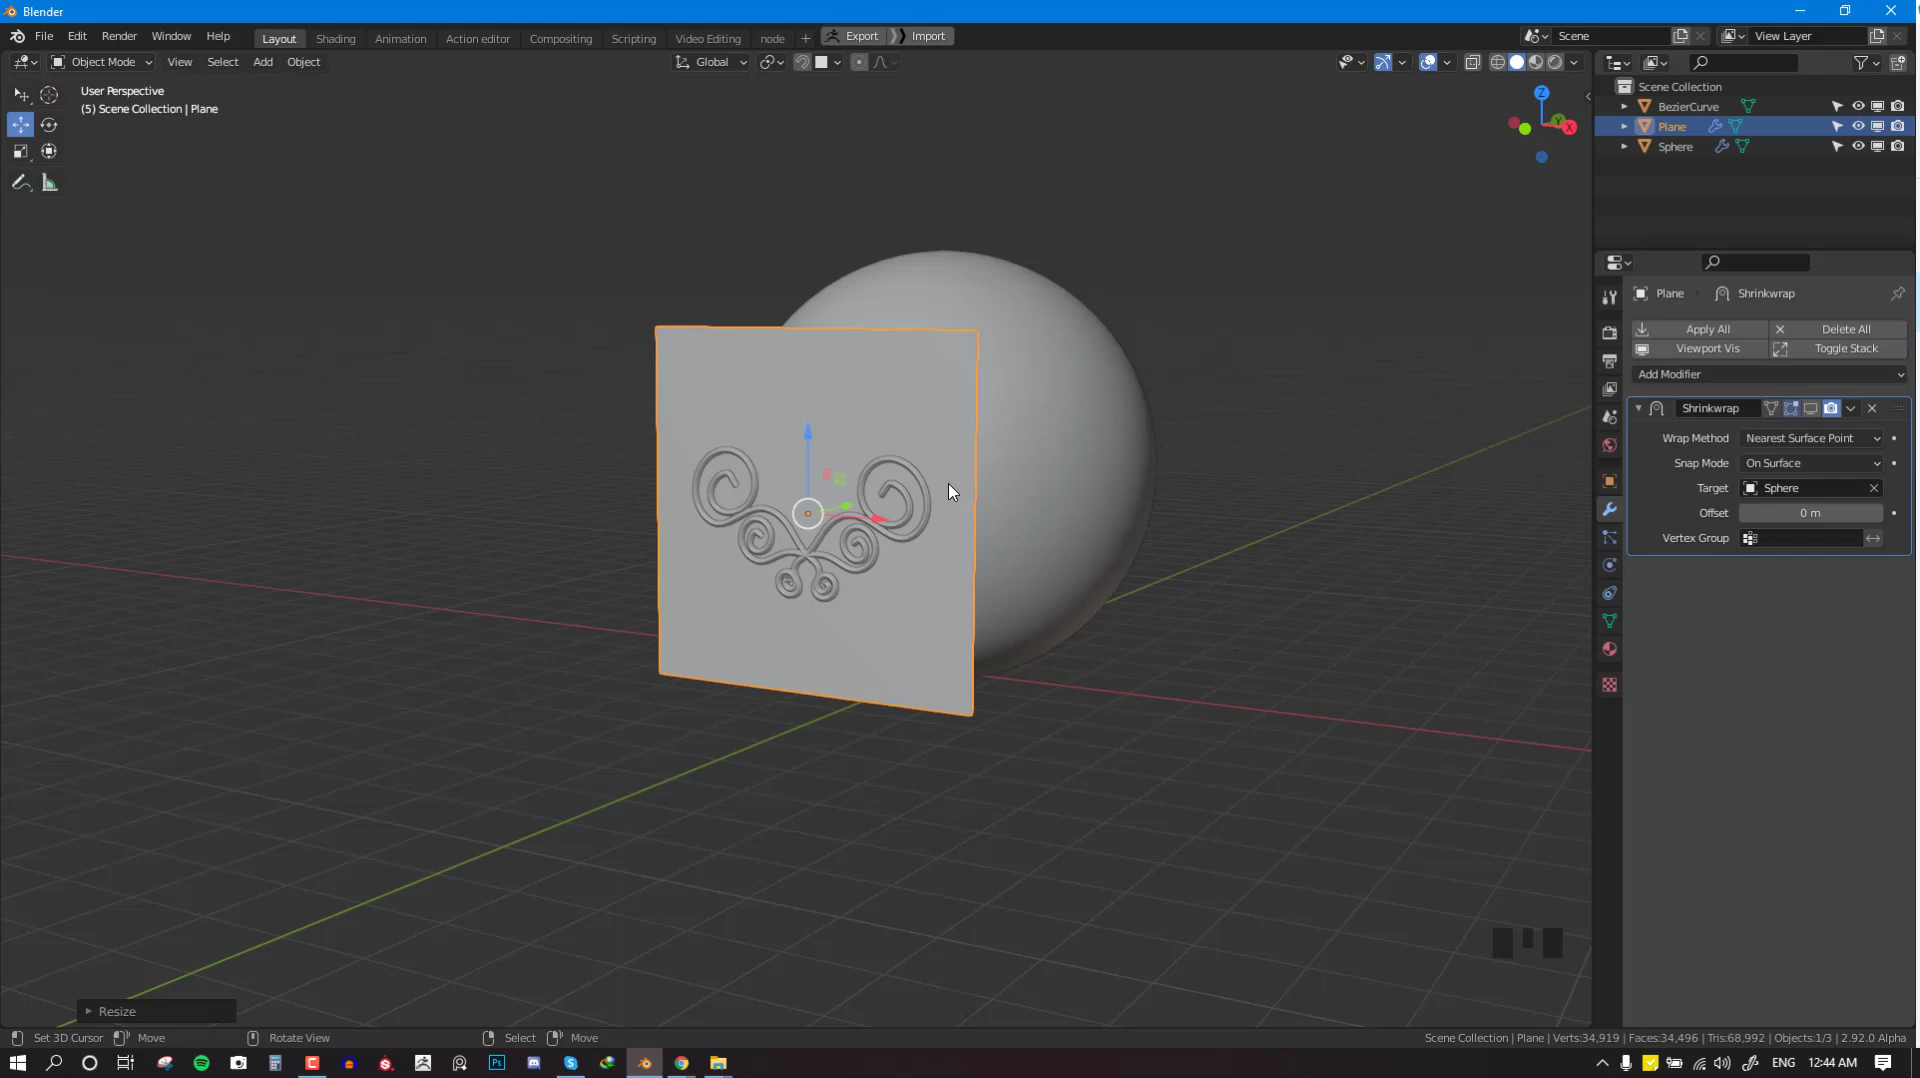 Blender
File Edit Render Window Help Layout Shading Animation Action editor Compositing Scripting Video Editing node + Export Import Scene View Layer
Object Mode View Select Add Object Global
User Perspective
(5) Scene Collection | Plane
Z
Y
X
Scene Collection
BezierCurve
Plane
Sphere
Plane Shrinkwrap
Apply All Delete All
Viewport Vis Toggle Stack
Add Modifier
Shrinkwrap
Wrap Method Nearest Surface Point
Snap Mode On Surface
Target Sphere
Offset 0 m
Vertex Group
Resize
Set 3D Cursor Move Rotate View Select Move Scene Collection | Plane | Verts:34,919 | Faces:34,496 | Tris:68,992 | Objects:1/3 | 2.92.0 Alpha
Ps ENG 12:44 AM